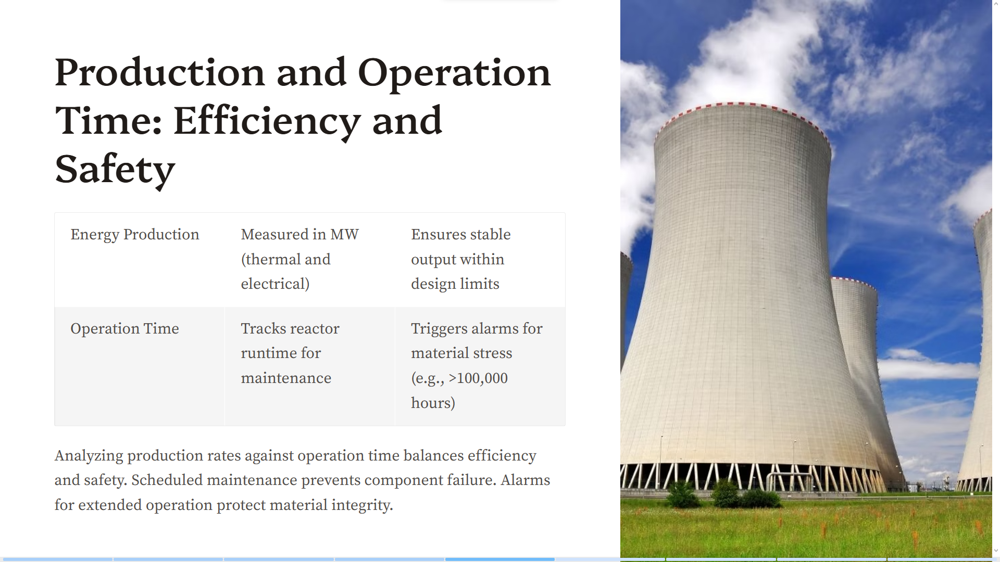 Production and Operation
Time: Efficiency and
Safety
Energy Production
Measured in MW
(thermal and
electrical)
Ensures stable
output within
design limits
Operation Time
Tracks reactor
runtime for
maintenance
Triggers alarms for
material stress
(e.g., >100,000
hours)
Analyzing production rates against operation time balances efficiency
and safety. Scheduled maintenance prevents component failure. Alarms
for extended operation protect material integrity.